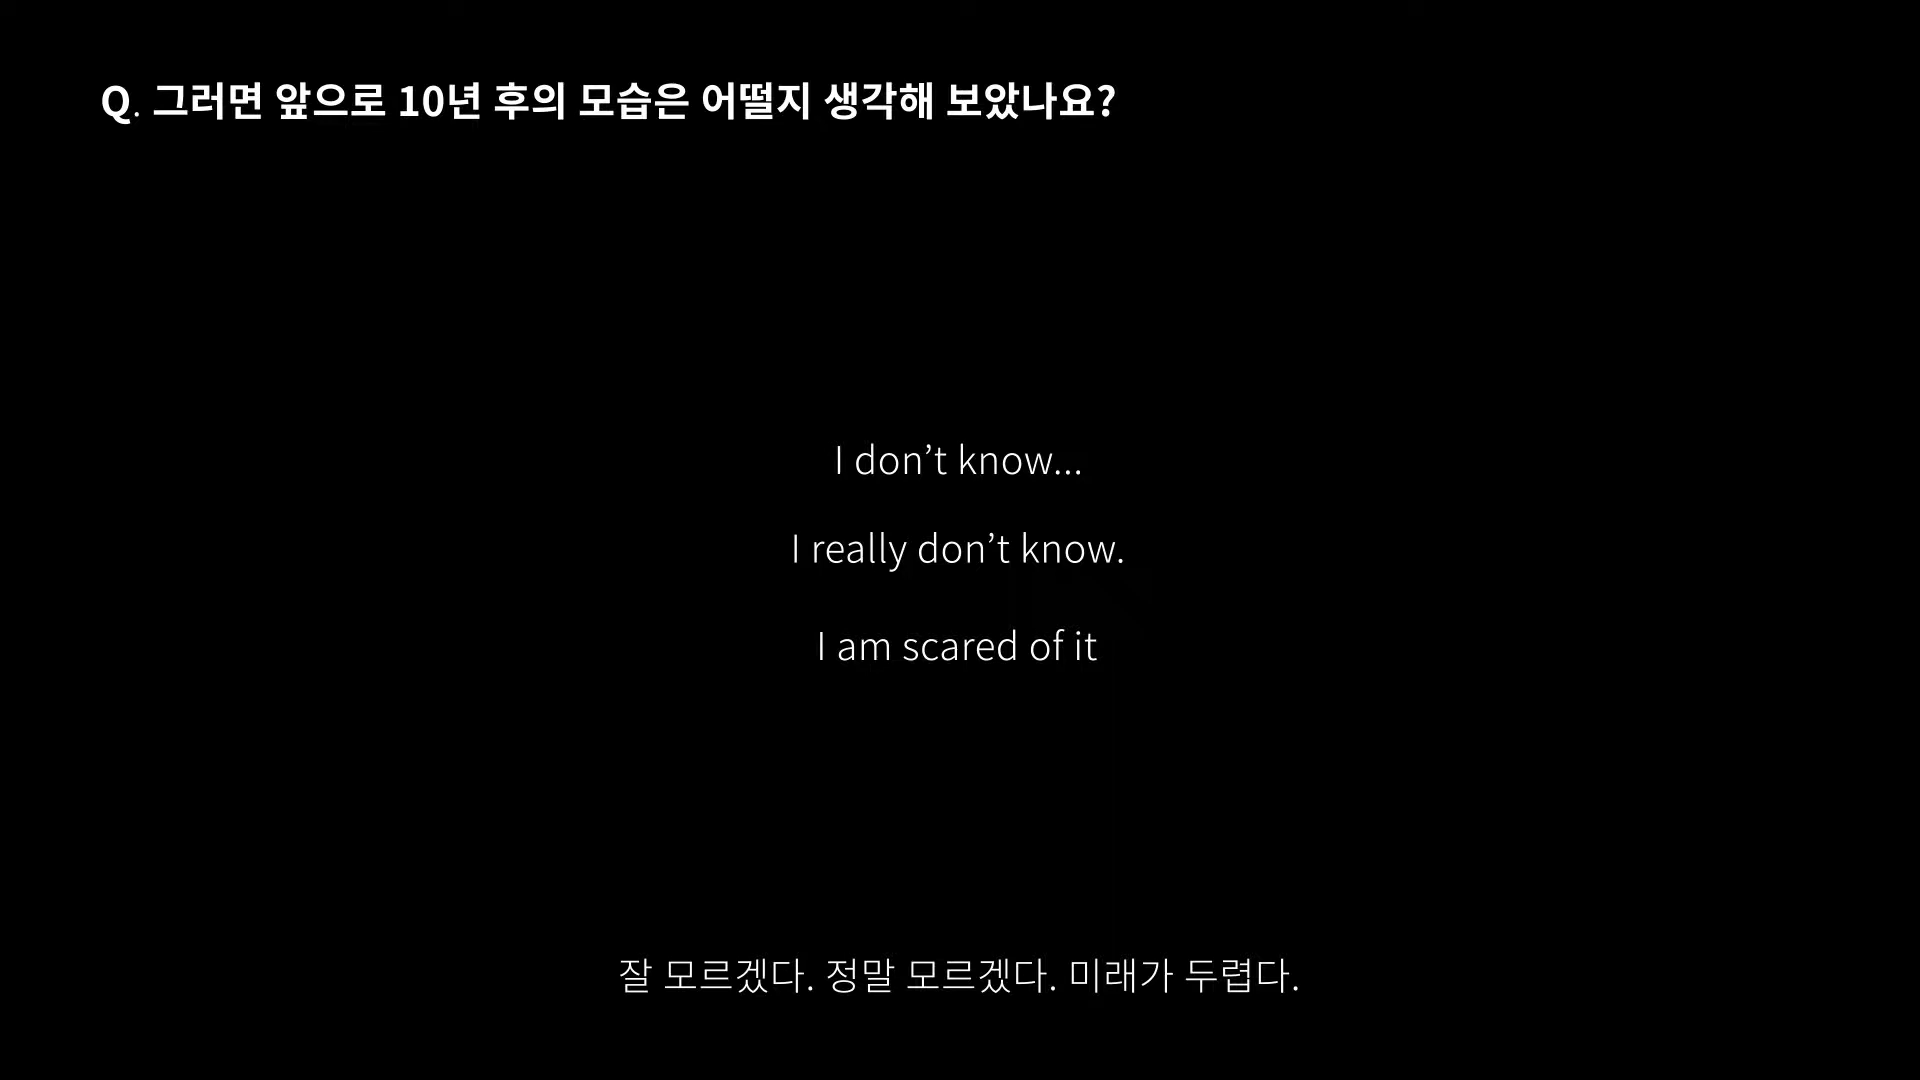 Q. 그러면 앞으로 10년 후의 모습은 어떨지 생각해 보았나요?
I don’t know...
I really don’t know.
I am scared of it
잘 모르겠다. 정말 모르겠다. 미래가 두렵다.